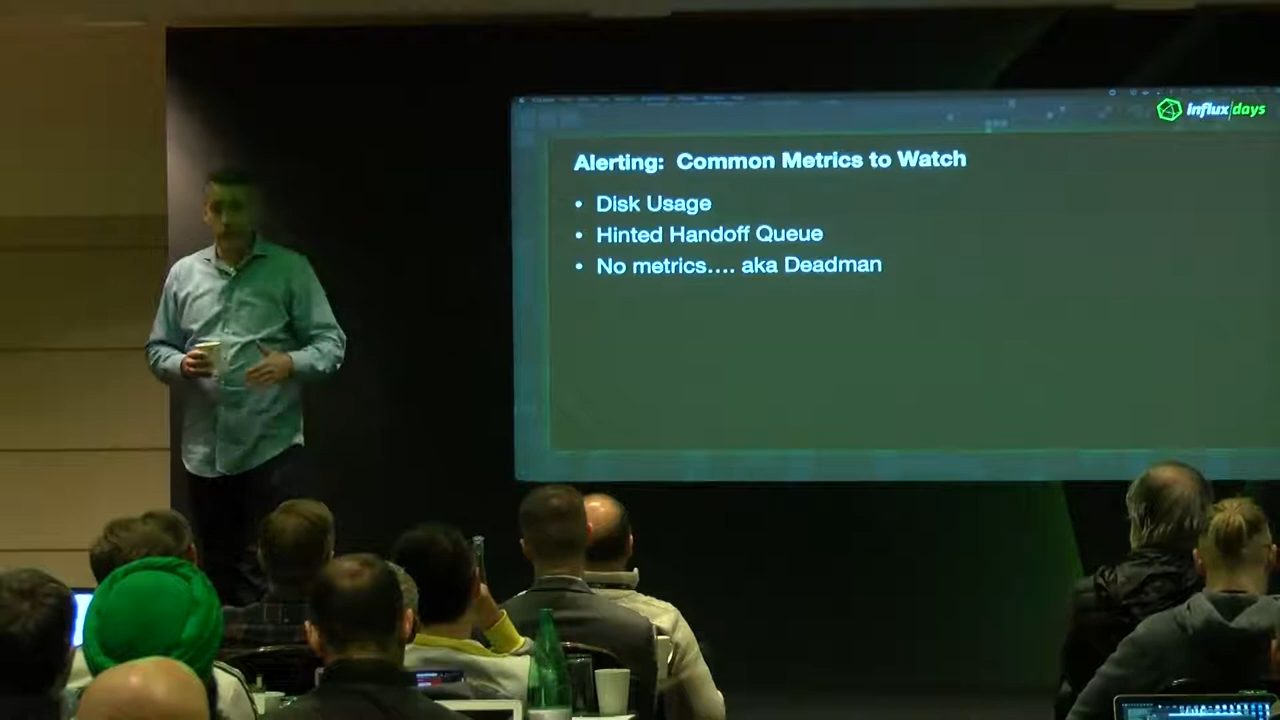 influx/days
Alerting: Common Metrics to Watch
• Disk Usage
• Hinted Handoff Queue
• No metrics.... aka Deadman